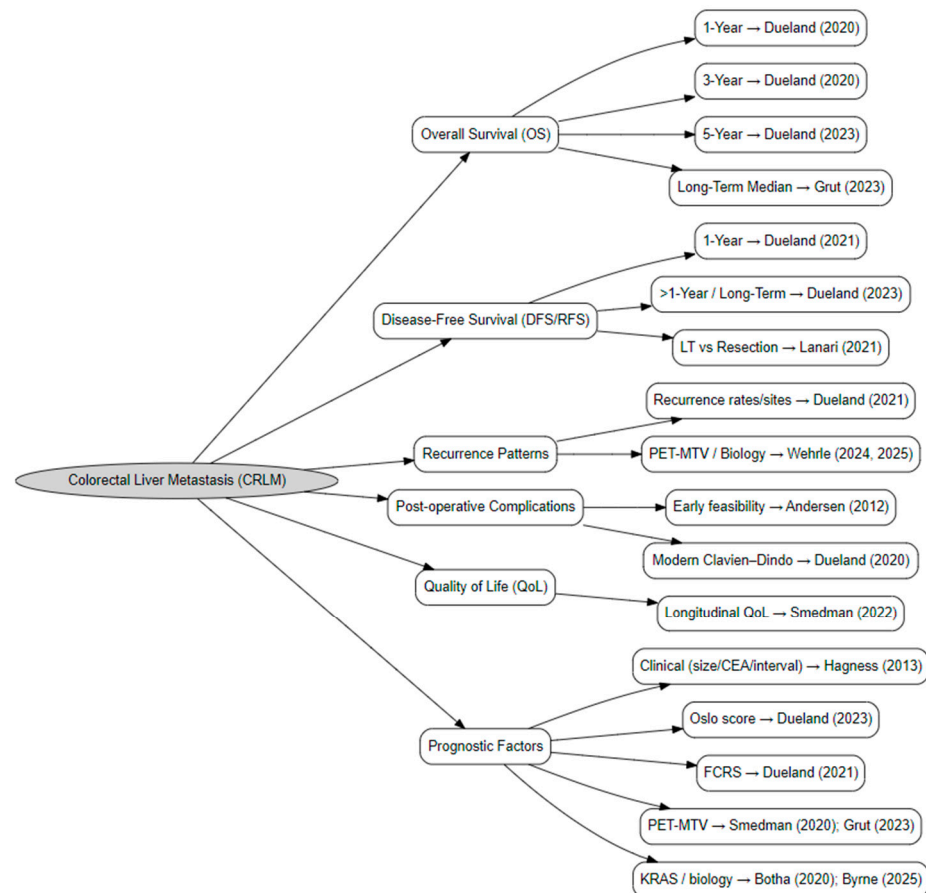 1-Year → Dueland (2020)
3-Year → Dueland (2020)
Overall Survival (OS)
5-Year → Dueland (2023)
Long-Term Median → Grut (2023)
1-Year → Dueland (2021)
>1-Year / Long-Term → Dueland (2023)
Disease-Free Survival (DFS/RFS)
LT vs Resection → Lanari (2021)
Recurrence rates/sites → Dueland (2021)
Recurrence Patterns
PET-MTV / Biology → Wehrle (2024, 2025)
Colorectal Liver Metastasis (CRLM)
Post-operative Complications
Early feasibility → Andersen (2012)
Modern Clavien–Dindo → Dueland (2020)
Quality of Life (QoL)
Longitudinal QoL → Smedman (2022)
Clinical (size/CEA/interval) → Hagness (2013)
Oslo score → Dueland (2023)
Prognostic Factors
FCRS → Dueland (2021)
PET-MTV → Smedman (2020); Grut (2023)
KRAS / biology → Botha (2020); Byrne (2025)